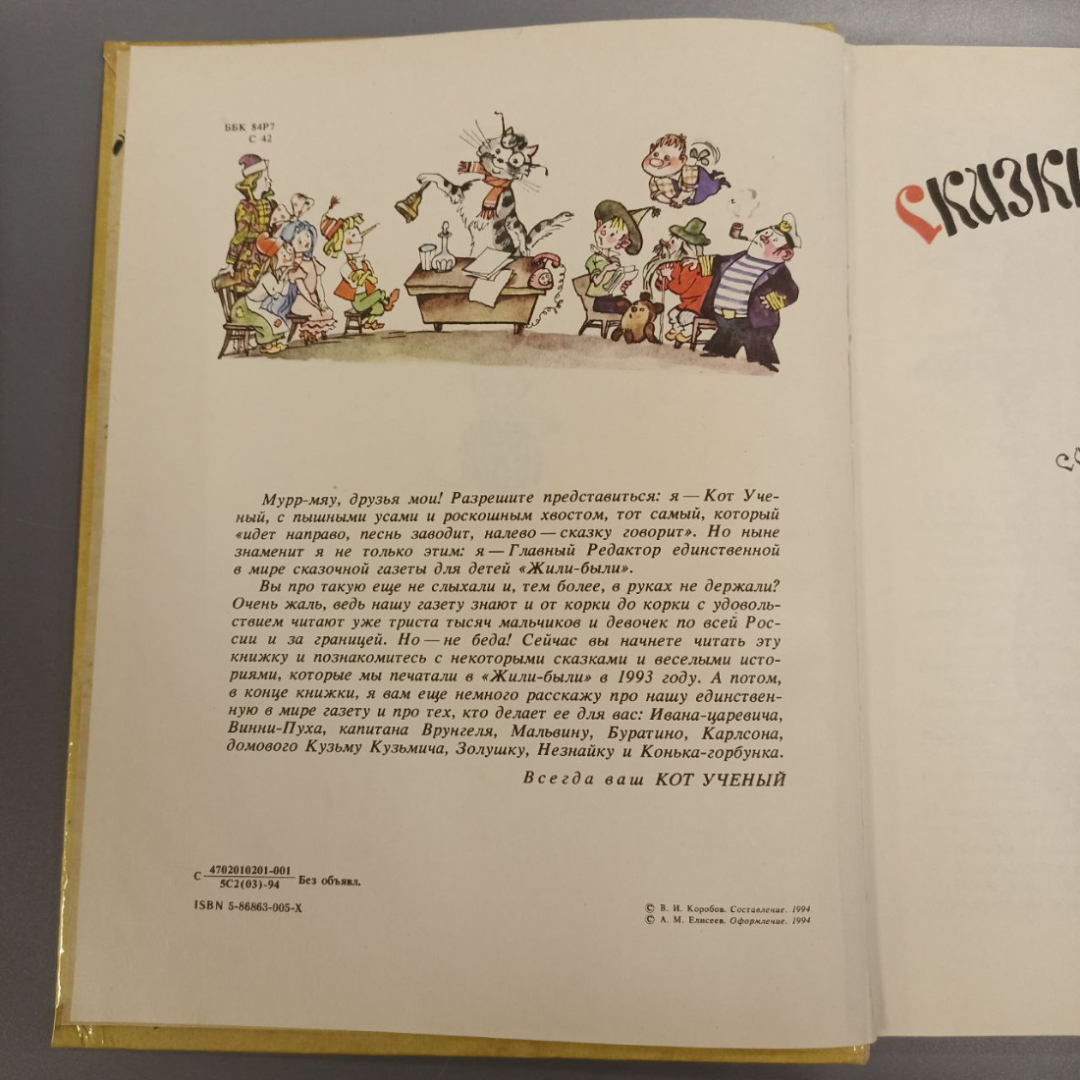 ББК 84Р7
С 42
Мурр-мяу, друзья мои! Разрешите представиться: я — Кот Уче-
ный, с пышными усами и роскошным хвостом, тот самый, который
«идет направо, песнь заводит, налево — сказку говорит». Но ныне
знаменит я не только этим: я — Главный Редактор единственной
в мире сказочной газеты для детей «Жили-были».
Вы про такую еще не слыхали и, тем более, в руках не держали?
Очень жаль, ведь нашу газету знают и от корки до корки с удоволь-
ствием читают уже триста тысяч мальчиков и девочек по всей Рос-
сии и за границей. Но — не беда! Сейчас вы начнете читать эту
книжку и познакомитесь с некоторыми сказками и веселыми исто-
риями, которые мы печатали в «Жили-были» в 1993 году. А потом,
в конце книжки, я вам еще немного расскажу про нашу единствен-
ную в мире газету и про тех, кто делает ее для вас: Ивана-царевича,
Винни-Пуха, капитана Врунгеля, Мальвину, Буратино, Карлсона,
домового Кузьму Кузьмича, Золушку, Незнайку и Конька-горбунка.
Всегда ваш КОТ УЧЕНЫЙ
С 4702010201-001
5С2(03)-94 Без объявл.
ISBN 5-86863-005-X
© В. И. Коробов. Составление. 1994
© А. М. Елисеев. Оформление. 1994
Сказки